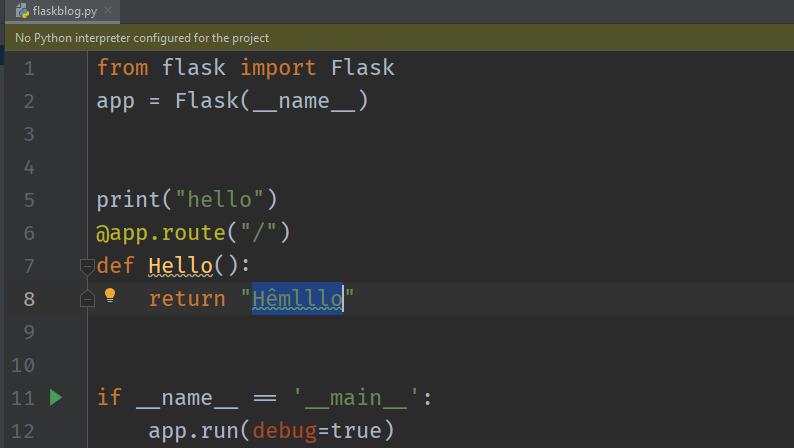 flaskblog.py
No Python interpreter configured for the project
1 from flask import Flask
2 app = Flask(__name__)
3
4
5 print("hello")
6 @app.route("/")
7 def Hello():
8 return "Hêmlllo"
9
10
11 if __name__ == '__main__':
12 app.run(debug=true)